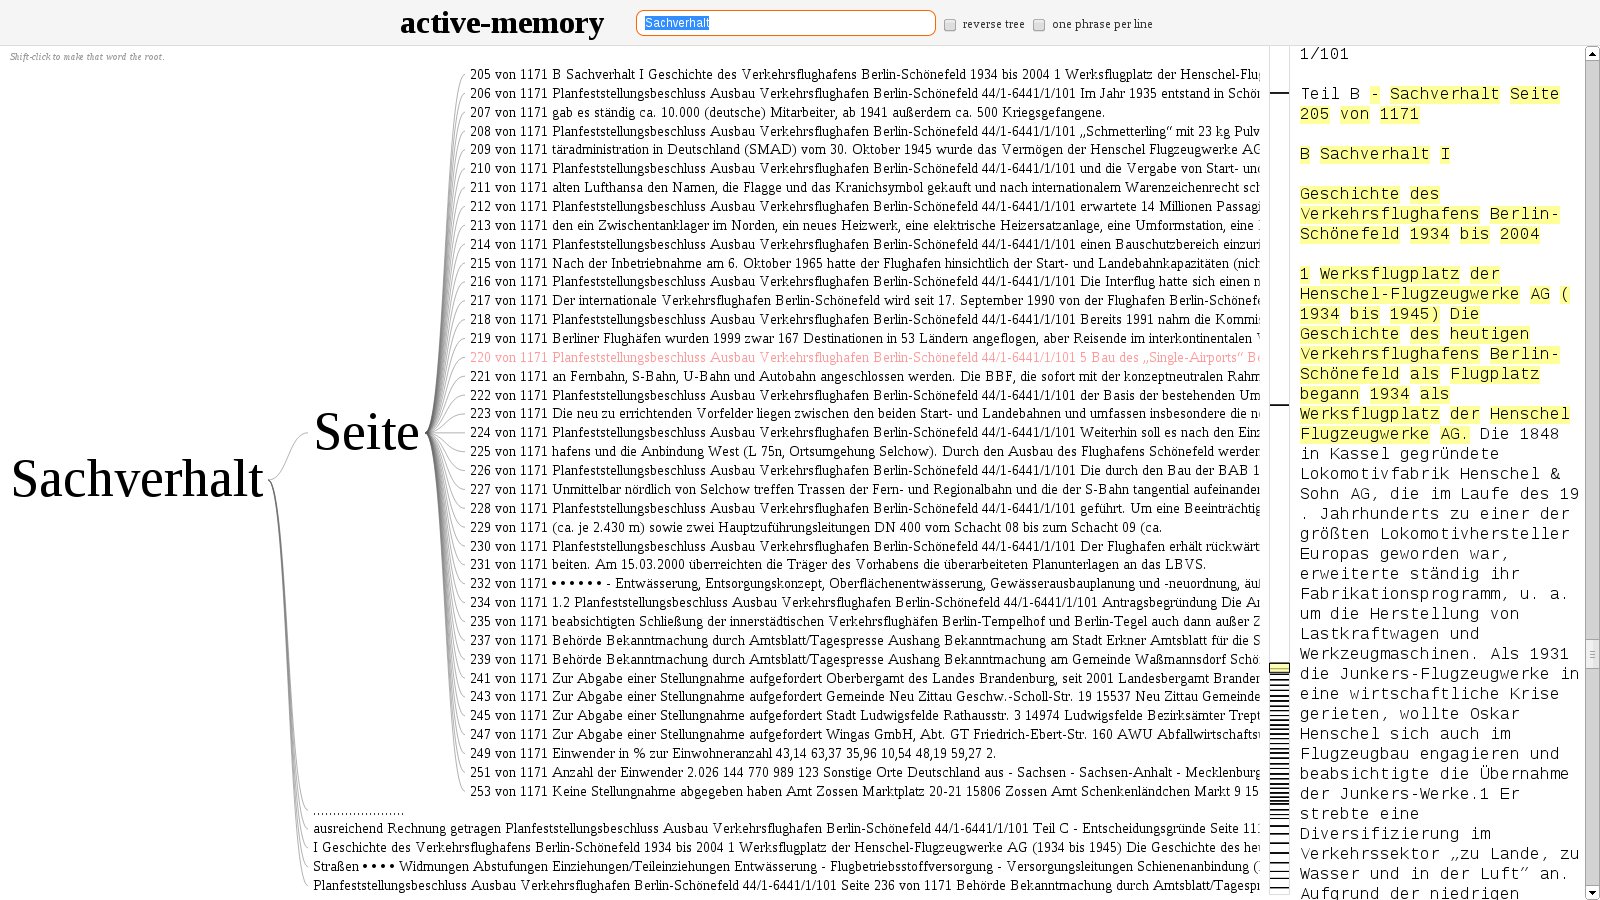 active-memory
Sachverhalt
reverse tree
one phrase per line
Shift-click to make that word the root.
Sachverhalt
Seite
205 von 1171 B Sachverhalt I Geschichte des Verkehrsflughafens Berlin-Schönefeld 1934 bis 2004 1 Werksflugplatz der Henschel-Flug
206 von 1171 Planfeststellungsbeschluss Ausbau Verkehrsflughafen Berlin-Schönefeld 44/1-6441/1/101 Im Jahr 1935 entstand in Schön
207 von 1171 gab es ständig ca. 10.000 (deutsche) Mitarbeiter, ab 1941 außerdem ca. 500 Kriegsgefangene.
208 von 1171 Planfeststellungsbeschluss Ausbau Verkehrsflughafen Berlin-Schönefeld 44/1-6441/1/101 „Schmetterling“ mit 23 kg Pulv
209 von 1171 täradministration in Deutschland (SMAD) vom 30. Oktober 1945 wurde das Vermögen der Henschel Flugzeugwerke AG
210 von 1171 Planfeststellungsbeschluss Ausbau Verkehrsflughafen Berlin-Schönefeld 44/1-6441/1/101 und die Vergabe von Start- und
211 von 1171 alten Lufthansa den Namen, die Flagge und das Kranichsymbol gekauft und nach internationalem Warenzeichenrecht sch
212 von 1171 Planfeststellungsbeschluss Ausbau Verkehrsflughafen Berlin-Schönefeld 44/1-6441/1/101 erwartete 14 Millionen Passagi
213 von 1171 den ein Zwischentanklager im Norden, ein neues Heizwerk, eine elektrische Heizersatzanlage, eine Umformstation, eine
214 von 1171 Planfeststellungsbeschluss Ausbau Verkehrsflughafen Berlin-Schönefeld 44/1-6441/1/101 einen Bauschutzbereich einzuri
215 von 1171 Nach der Inbetriebnahme am 6. Oktober 1965 hatte der Flughafen hinsichtlich der Start- und Landebahnkapazitäten (nich
216 von 1171 Planfeststellungsbeschluss Ausbau Verkehrsflughafen Berlin-Schönefeld 44/1-6441/1/101 Die Interflug hatte sich einen n
217 von 1171 Der internationale Verkehrsflughafen Berlin-Schönefeld wird seit 17. September 1990 von der Flughafen Berlin-Schönefe
218 von 1171 Planfeststellungsbeschluss Ausbau Verkehrsflughafen Berlin-Schönefeld 44/1-6441/1/101 Bereits 1991 nahm die Kommis
219 von 1171 Berliner Flughäfen wurden 1999 zwar 167 Destinationen in 53 Ländern angeflogen, aber Reisende im interkontinentalen V
220 von 1171 Planfeststellungsbeschluss Ausbau Verkehrsflughafen Berlin-Schönefeld 44/1-6441/1/101 5 Bau des „Single-Airports“ Be
221 von 1171 an Fernbahn, S-Bahn, U-Bahn und Autobahn angeschlossen werden. Die BBF, die sofort mit der konzeptneutralen Rahm
222 von 1171 Planfeststellungsbeschluss Ausbau Verkehrsflughafen Berlin-Schönefeld 44/1-6441/1/101 der Basis der bestehenden Um
223 von 1171 Die neu zu errichtenden Vorfelder liegen zwischen den beiden Start- und Landebahnen und umfassen insbesondere die ne
224 von 1171 Planfeststellungsbeschluss Ausbau Verkehrsflughafen Berlin-Schönefeld 44/1-6441/1/101 Weiterhin soll es nach den Einz
225 von 1171 hafens und die Anbindung West (L 75n, Ortsumgehung Selchow). Durch den Ausbau des Flughafens Schönefeld werden
226 von 1171 Planfeststellungsbeschluss Ausbau Verkehrsflughafen Berlin-Schönefeld 44/1-6441/1/101 Die durch den Bau der BAB 1
227 von 1171 Unmittelbar nördlich von Selchow treffen Trassen der Fern- und Regionalbahn und die der S-Bahn tangential aufeinander
228 von 1171 Planfeststellungsbeschluss Ausbau Verkehrsflughafen Berlin-Schönefeld 44/1-6441/1/101 geführt. Um eine Beeinträchtig
229 von 1171 (ca. je 2.430 m) sowie zwei Hauptzuführungsleitungen DN 400 vom Schacht 08 bis zum Schacht 09 (ca.
230 von 1171 Planfeststellungsbeschluss Ausbau Verkehrsflughafen Berlin-Schönefeld 44/1-6441/1/101 Der Flughafen erhält rückwärt
231 von 1171 beiten. Am 15.03.2000 überreichten die Träger des Vorhabens die überarbeiteten Planunterlagen an das LBVS.
232 von 1171 • • • • • • - Entwässerung, Entsorgungskonzept, Oberflächenentwässerung, Gewässerausbauplanung und -neuordnung, äu
234 von 1171 1.2 Planfeststellungsbeschluss Ausbau Verkehrsflughafen Berlin-Schönefeld 44/1-6441/1/101 Antragsbegründung Die An
235 von 1171 beabsichtigten Schließung der innerstädtischen Verkehrsflughäfen Berlin-Tempelhof und Berlin-Tegel auch dann außer Z
237 von 1171 Behörde Bekanntmachung durch Amtsblatt/Tagespresse Aushang Bekanntmachung am Stadt Erkner Amtsblatt für die S
239 von 1171 Behörde Bekanntmachung durch Amtsblatt/Tagespresse Aushang Bekanntmachung am Gemeinde Waßmannsdorf Schö
241 von 1171 Zur Abgabe einer Stellungnahme aufgefordert Oberbergamt des Landes Brandenburg, seit 2001 Landesbergamt Branden
243 von 1171 Zur Abgabe einer Stellungnahme aufgefordert Gemeinde Neu Zittau Geschw.-Scholl-Str. 19 15537 Neu Zittau Gemeinde
245 von 1171 Zur Abgabe einer Stellungnahme aufgefordert Stadt Ludwigsfelde Rathausstr. 3 14974 Ludwigsfelde Bezirksämter Trept
247 von 1171 Zur Abgabe einer Stellungnahme aufgefordert Wingas GmbH, Abt. GT Friedrich-Ebert-Str. 160 AWU Abfallwirtschafts
249 von 1171 Einwender in % zur Einwohneranzahl 43,14 63,37 35,96 10,54 48,19 59,27 2.
251 von 1171 Anzahl der Einwender 2.026 144 770 989 123 Sonstige Orte Deutschland aus - Sachsen - Sachsen-Anhalt - Mecklenburg
253 von 1171 Keine Stellungnahme abgegeben haben Amt Zossen Marktplatz 20-21 15806 Zossen Amt Schenkenländchen Markt 9 15
.......................
ausreichend Rechnung getragen Planfeststellungsbeschluss Ausbau Verkehrsflughafen Berlin-Schönefeld 44/1-6441/1/101 Teil C - Entscheidungsgründe Seite 11
I Geschichte des Verkehrsflughafens Berlin-Schönefeld 1934 bis 2004 1 Werksflugplatz der Henschel-Flugzeugwerke AG (1934 bis 1945) Die Geschichte des heu
Straßen • • • • Widmungen Abstufungen Einziehungen/Teileinziehungen Entwässerung - Flugbetriebsstoffversorgung - Versorgungsleitungen Schienenanbindung (
Planfeststellungsbeschluss Ausbau Verkehrsflughafen Berlin-Schönefeld 44/1-6441/1/101 Seite 236 von 1171 Behörde Bekanntmachung durch Amtsblatt/Tagespr
1/101
Teil B - Sachverhalt Seite
205 von 1171
B Sachverhalt I
Geschichte des
Verkehrsflughafens Berlin-
Schönefeld 1934 bis 2004
1 Werksflugplatz der
Henschel-Flugzeugwerke AG (
1934 bis 1945) Die
Geschichte des heutigen
Verkehrsflughafens Berlin-
Schönefeld als Flugplatz
begann 1934 als
Werksflugplatz der Henschel
Flugzeugwerke AG. Die 1848
in Kassel gegründete
Lokomotivfabrik Henschel &
Sohn AG, die im Laufe des 19
. Jahrhunderts zu einer der
größten Lokomotivhersteller
Europas geworden war,
erweiterte ständig ihr
Fabrikationsprogramm, u. a.
um die Herstellung von
Lastkraftwagen und
Werkzeugmaschinen. Als 1931
die Junkers-Flugzeugwerke in
eine wirtschaftliche Krise
gerieten, wollte Oskar
Henschel sich auch im
Flugzeugbau engagieren und
beabsichtigte die Übernahme
der Junkers-Werke.1 Er
strebte eine
Diversifizierung im
Verkehrssektor „zu Lande, zu
Wasser und in der Luft“ an.
Aufgrund der niedrigen